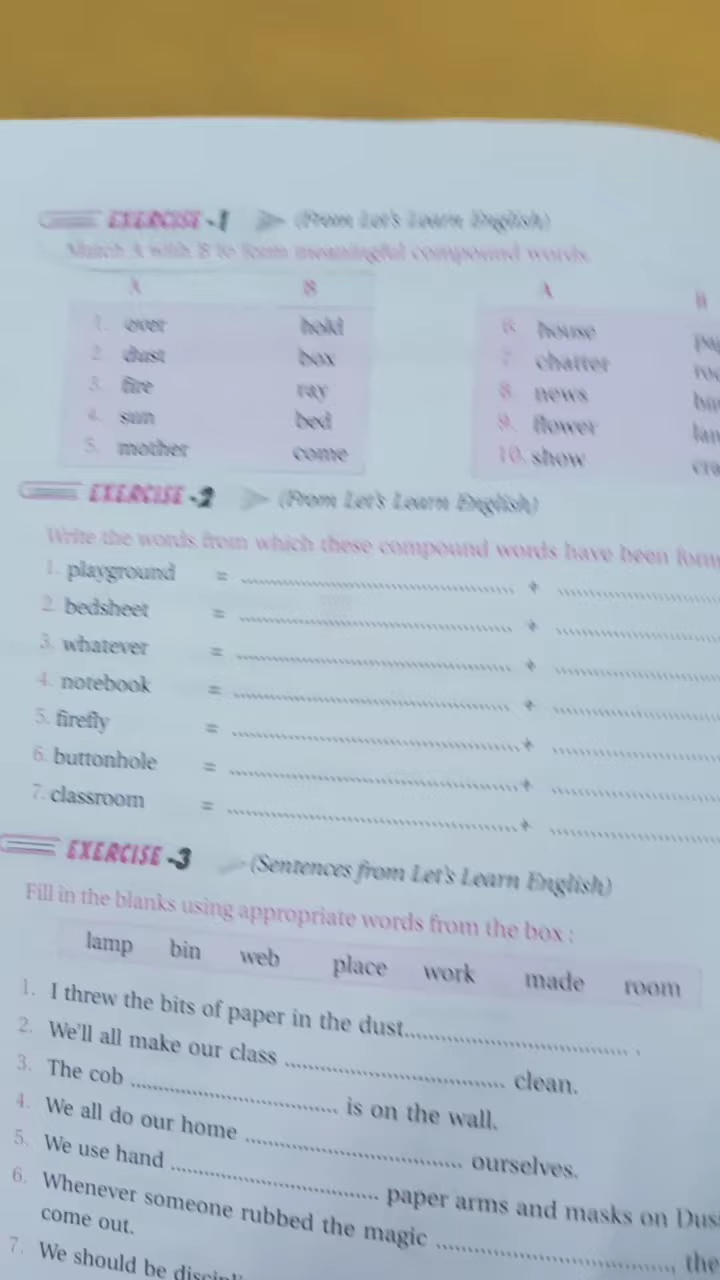 EXERCISE -1 (From Let's Learn English)
Match A with B to form meaningful compound words.
A B A B
1. over hold 6. house
2. dust box 7. chatter
3. fire ray 8. news
4. sun bed 9. flower
5. mother come 10. show
EXERCISE -2 (From Let's Learn English)
Write the words from which these compound words have been
1. playground = +
2. bedsheet = +
3. whatever = +
4. notebook = +
5. firefly = +
6. buttonhole = +
7. classroom = +
EXERCISE -3 (Sentences from Let's Learn English)
Fill in the blanks using appropriate words from the box :
lamp bin web place work made room
1. I threw the bits of paper in the dust.................................... .
2. We'll all make our class .................................... clean.
3. The cob .................................... is on the wall.
4. We all do our home .................................... ourselves.
5. We use hand .................................... paper arms and masks on
6. Whenever someone rubbed the magic ...................................., the
come out.
7. We should be